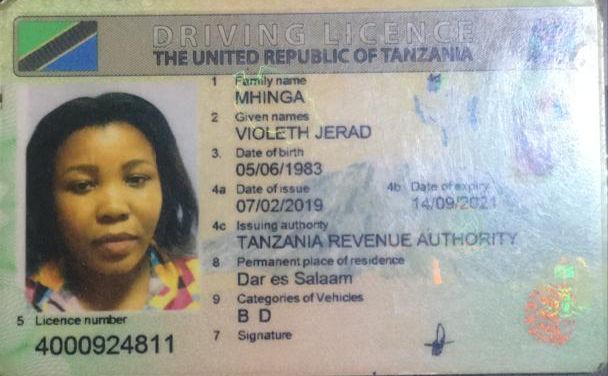 DRIVING LICENCE
THE UNITED REPUBLIC OF TANZANIA
1 Family name
MHINGA
2 Given names
VIOLETH JERAD
3. Date of birth
05/06/1983
4a Date of issue 4b Date of expiry
07/02/2019 14/09/2021
4c Issuing authority
TANZANIA REVENUE AUTHORITY
8 Permanent place of residence
Dar es Salaam
9 Categories of Vehicles
B D
7 Signature
5 Licence number
4000924811